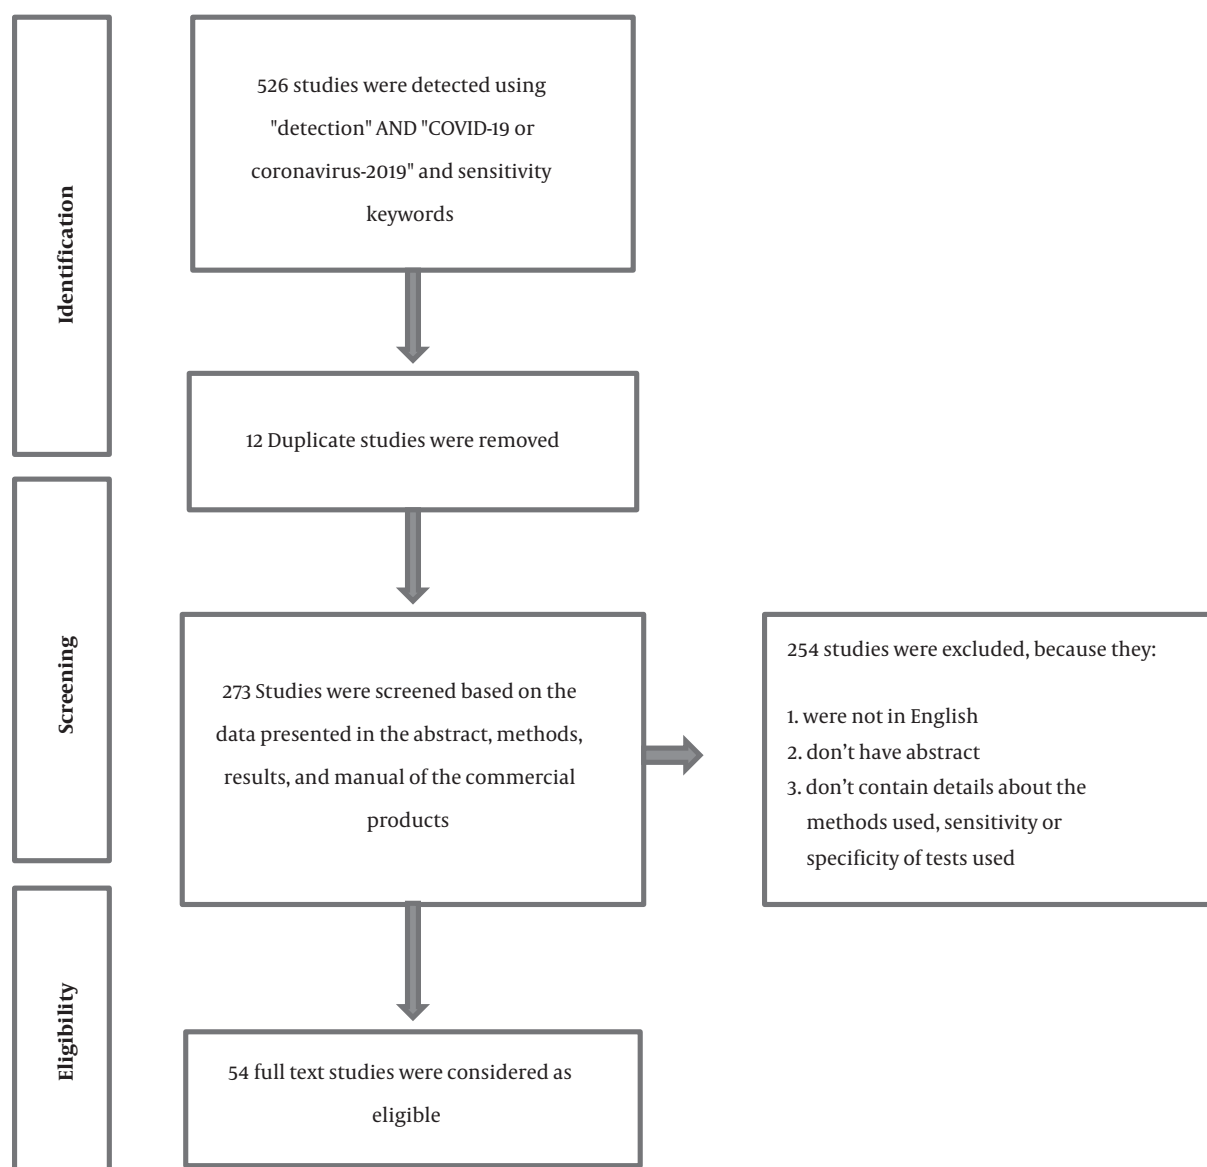 Identification
526 studies were detected using
"detection" AND "COVID-19 or
coronavirus-2019" and sensitivity
keywords
12 Duplicate studies were removed
Screening
273 Studies were screened based on the
data presented in the abstract, methods,
results, and manual of the commercial
products
254 studies were excluded, because they:
1. were not in English
2. don't have abstract
3. don't contain details about the
methods used, sensitivity or
specificity of tests used
Eligibility
54 full text studies were considered as
eligible